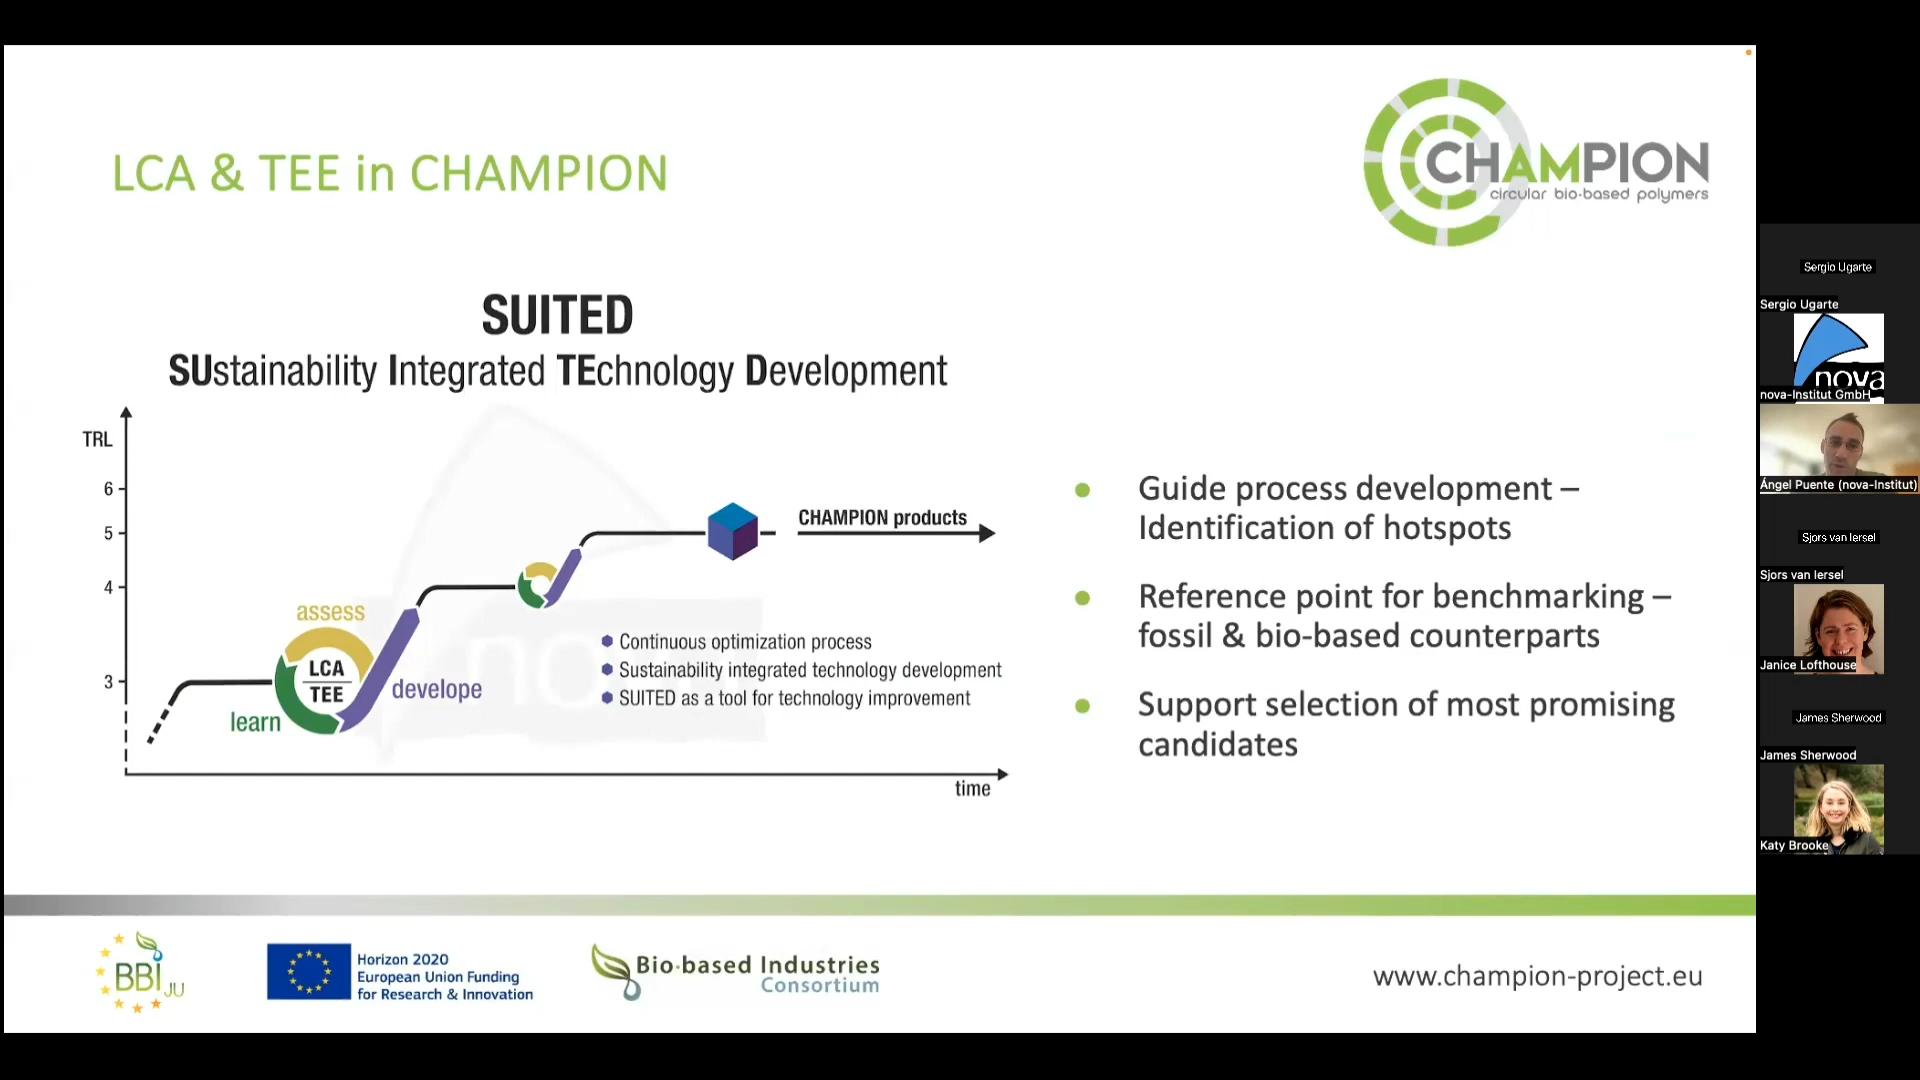 LCA & TEE in CHAMPION
CHAMPION
circular bio-based polymers
SUITED
SUstainability Integrated TEchnology Development
TRL
6
5
4
3
CHAMPION products
assess
LCA
TEE
develope
learn
Continuous optimization process
Sustainability integrated technology development
SUITED as a tool for technology improvement
time
nova
Guide process development –
Identification of hotspots
Reference point for benchmarking –
fossil & bio-based counterparts
Support selection of most promising
candidates
BBI JU
Horizon 2020
European Union Funding
for Research & Innovation
Bio-based Industries
Consortium
www.champion-project.eu
Sergio Ugarte
Sergio Ugarte
nova
nova-Institut GmbH
Ángel Puente (nova-Institut)
Sjors van Iersel
Sjors van Iersel
Janice Lofthouse
James Sherwood
James Sherwood
Katy Brooke